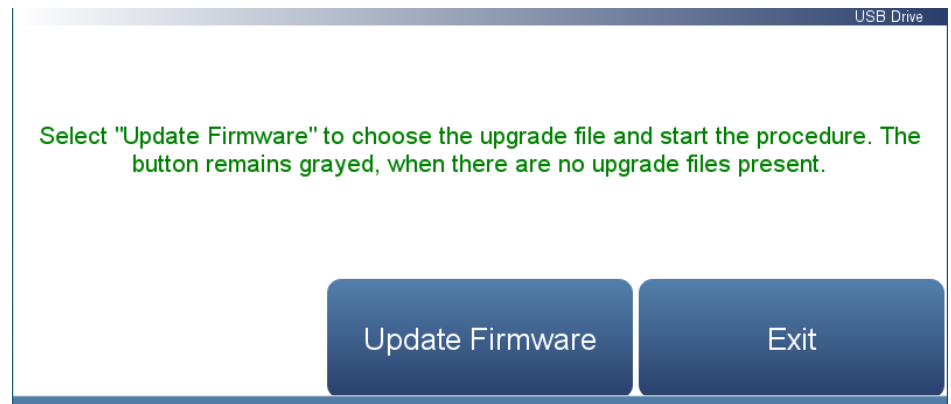 USB Drive
Select "Update Firmware" to choose the upgrade file and start the procedure. The
button remains grayed, when there are no upgrade files present.
Update Firmware
Exit